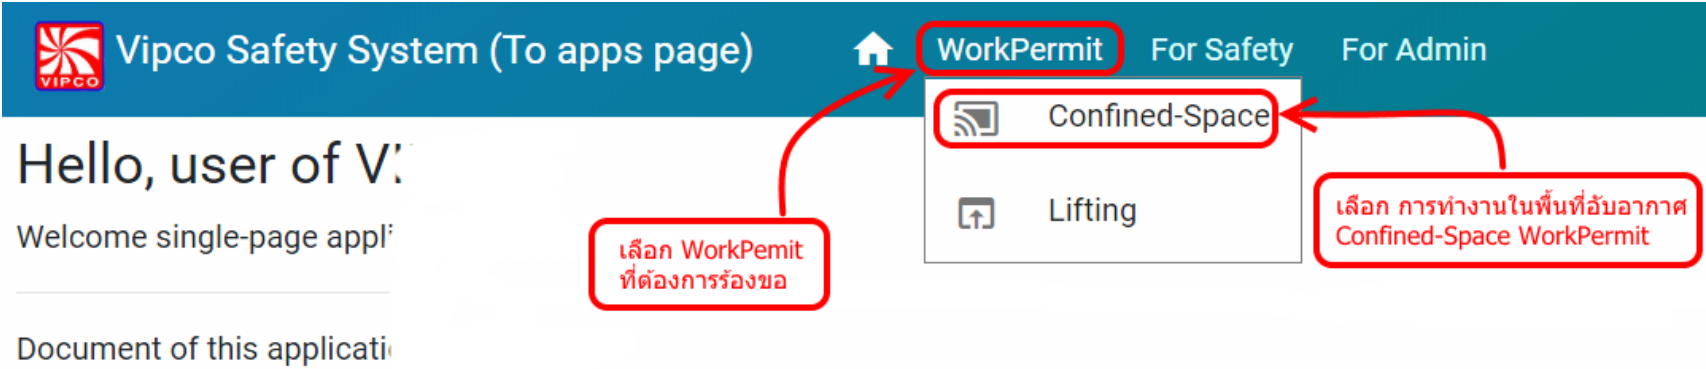 VIPCO
Vipco Safety System (To apps page)
WorkPermit
For Safety
For Admin
Confined-Space
Lifting
Hello, user of
Welcome single-page
Document of this
เลือก WorkPemit
ที่ต้องการร้องขอ
เลือก การทำงานในพื้นที่อับอากาศ
Confined-Space WorkPermit